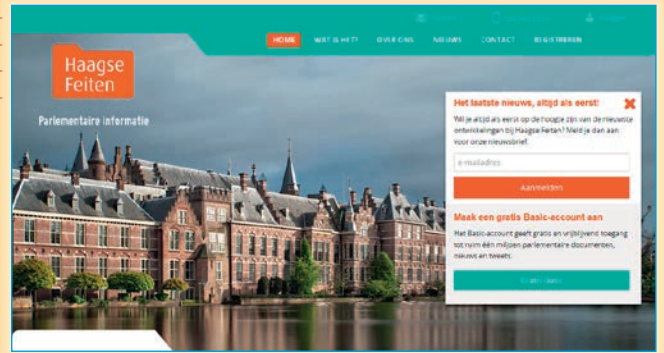 HOME WAT IS HET? OVER ONS NIEUWS CONTACT REGISTREREN
Haagse
Feiten
Parlementaire informatie
Het laatste nieuws, altijd als eerst!
Wil je altijd als eerst op de hoogte zijn van de nieuwste
ontwikkelingen bij Haagse Feiten? Meld je dan aan
voor onze nieuwsbrief.
e-mailadres
Aanmelden
Maak een gratis Basic-account aan
Het Basic-account geeft gratis en vrijblijvend toegang
tot ruim één miljoen parlementaire documenten,
nieuws en tweets.